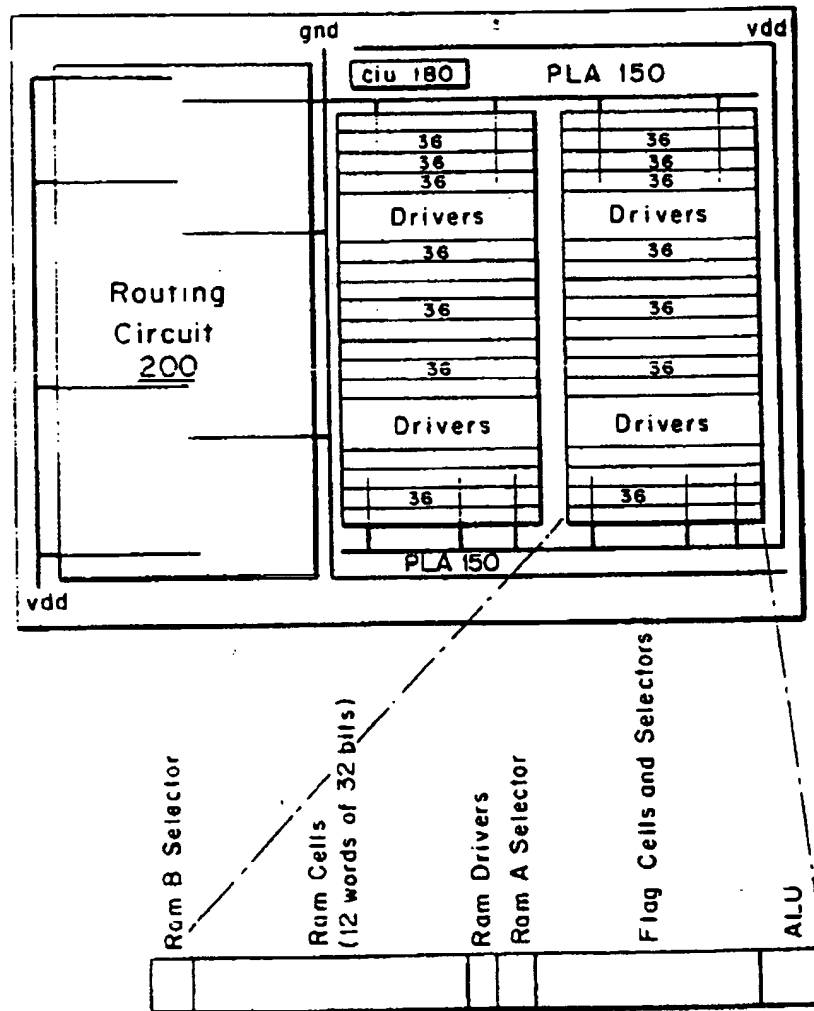 gnd
vdd
ciu 180
PLA 150
36
36
36
36
36
36
Drivers
Drivers
36
36
Routing
Circuit
200
36
36
36
36
Drivers
Drivers
36
36
PLA 150
vdd
Ram B Selector
Ram Cells
(12 words of 32 bits)
Ram Drivers
Ram A Selector
Flag Cells and Selectors
ALU